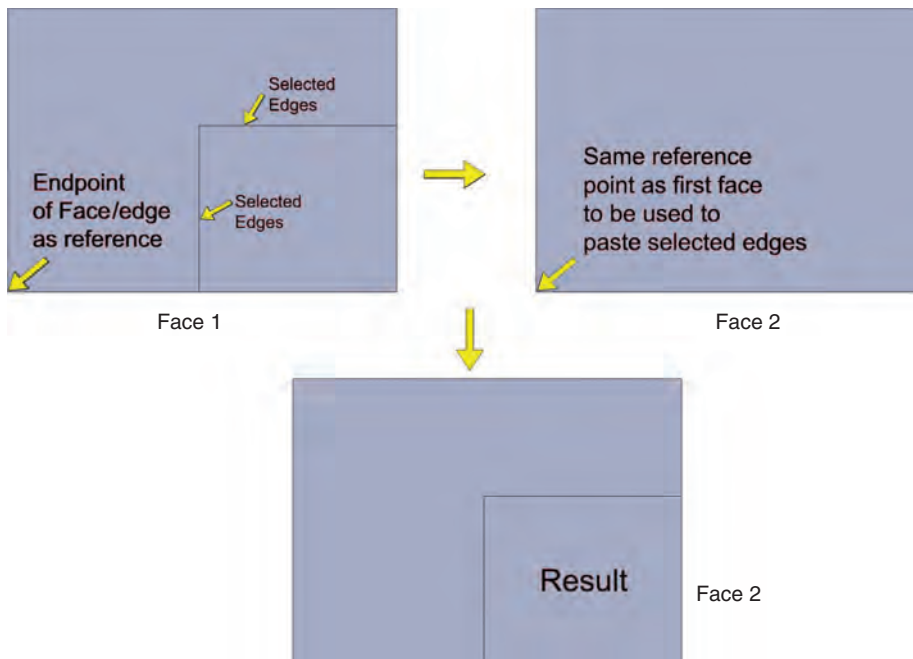 Selected
Edges
Endpoint
of Face/edge
as reference
Selected
Edges
Face 1
Same reference
point as first face
to be used to
paste selected edges
Face 2
Result
Face 2